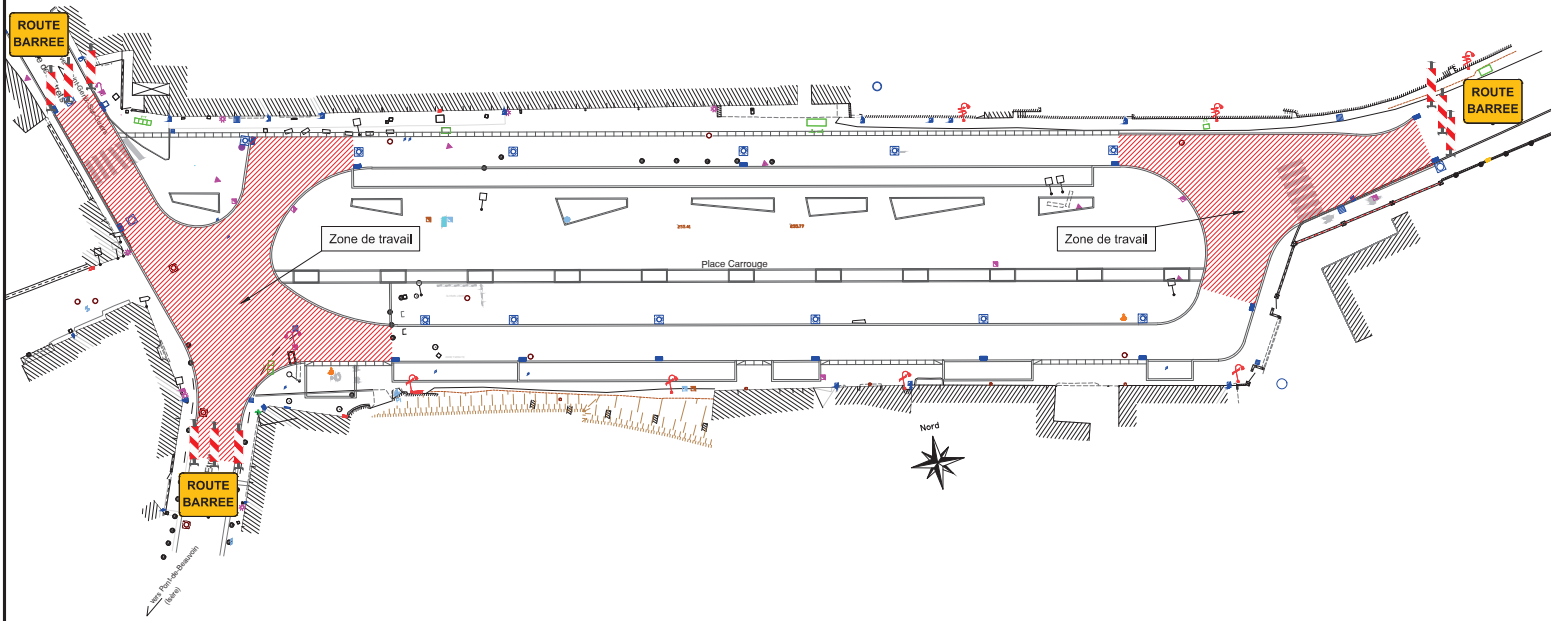 ROUTE
BARREE
ROUTE
BARREE
Zone de travail
Zone de travail
Place Carrouge
Nord
ROUTE
BARREE
vers Pont-de-Beauvoin
(Isère)